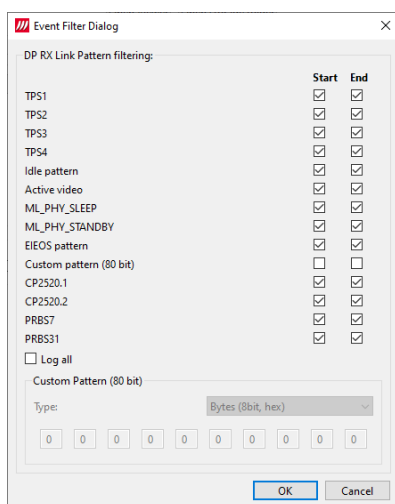 Event Filter Dialog
DP RX Link Pattern filtering:
Start End
TPS1
TPS2
TPS3
TPS4
Idle pattern
Active video
ML_PHY_SLEEP
ML_PHY_STANDBY
EIEOS pattern
Custom pattern (80 bit)
CP2520.1
CP2520.2
PRBS7
PRBS31
Log all
Custom Pattern (80 bit)
Type: Bytes (8bit, hex)
0 0 0 0 0 0 0 0 0 0
OK Cancel